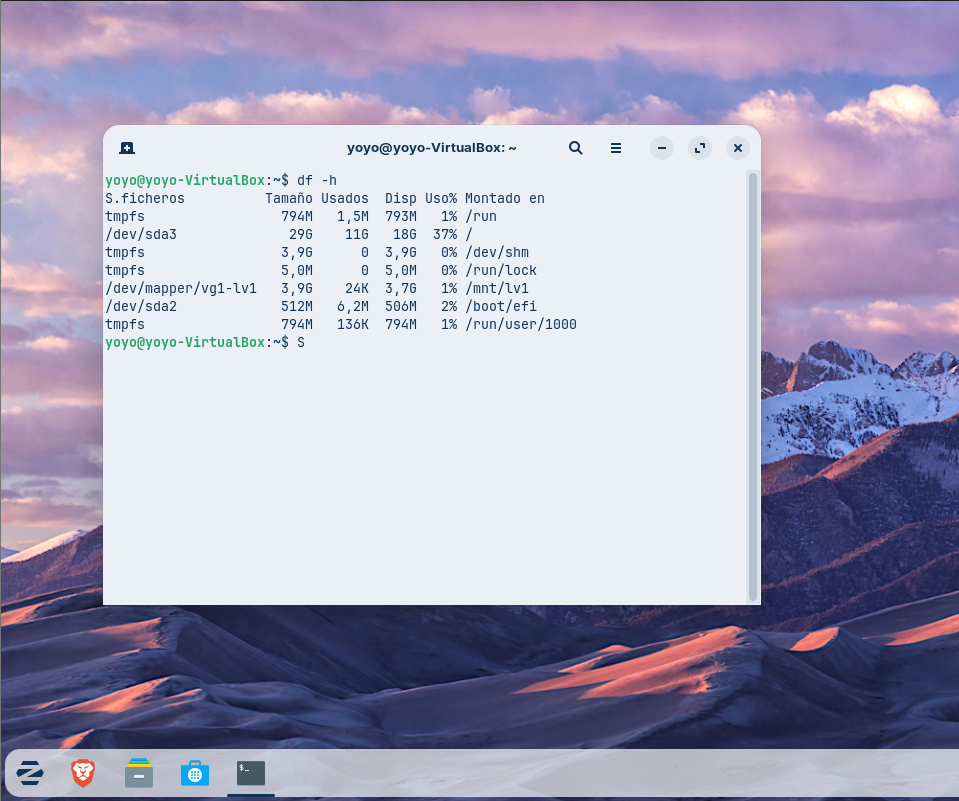 yoyo@yoyo-VirtualBox: ~
yoyo@yoyo-VirtualBox:~$ df -h
S.ficheros          Tamaño Usados  Disp Uso% Montado en
tmpfs                 794M   1,5M  793M   1% /run
/dev/sda3              29G    11G   18G  37% /
tmpfs                 3,9G      0  3,9G   0% /dev/shm
tmpfs                 5,0M      0  5,0M   0% /run/lock
/dev/mapper/vg1-lv1   3,9G    24K  3,7G   1% /mnt/lv1
/dev/sda2             512M   6,2M  506M   2% /boot/efi
tmpfs                 794M   136K  794M   1% /run/user/1000
yoyo@yoyo-VirtualBox:~$ S
$_